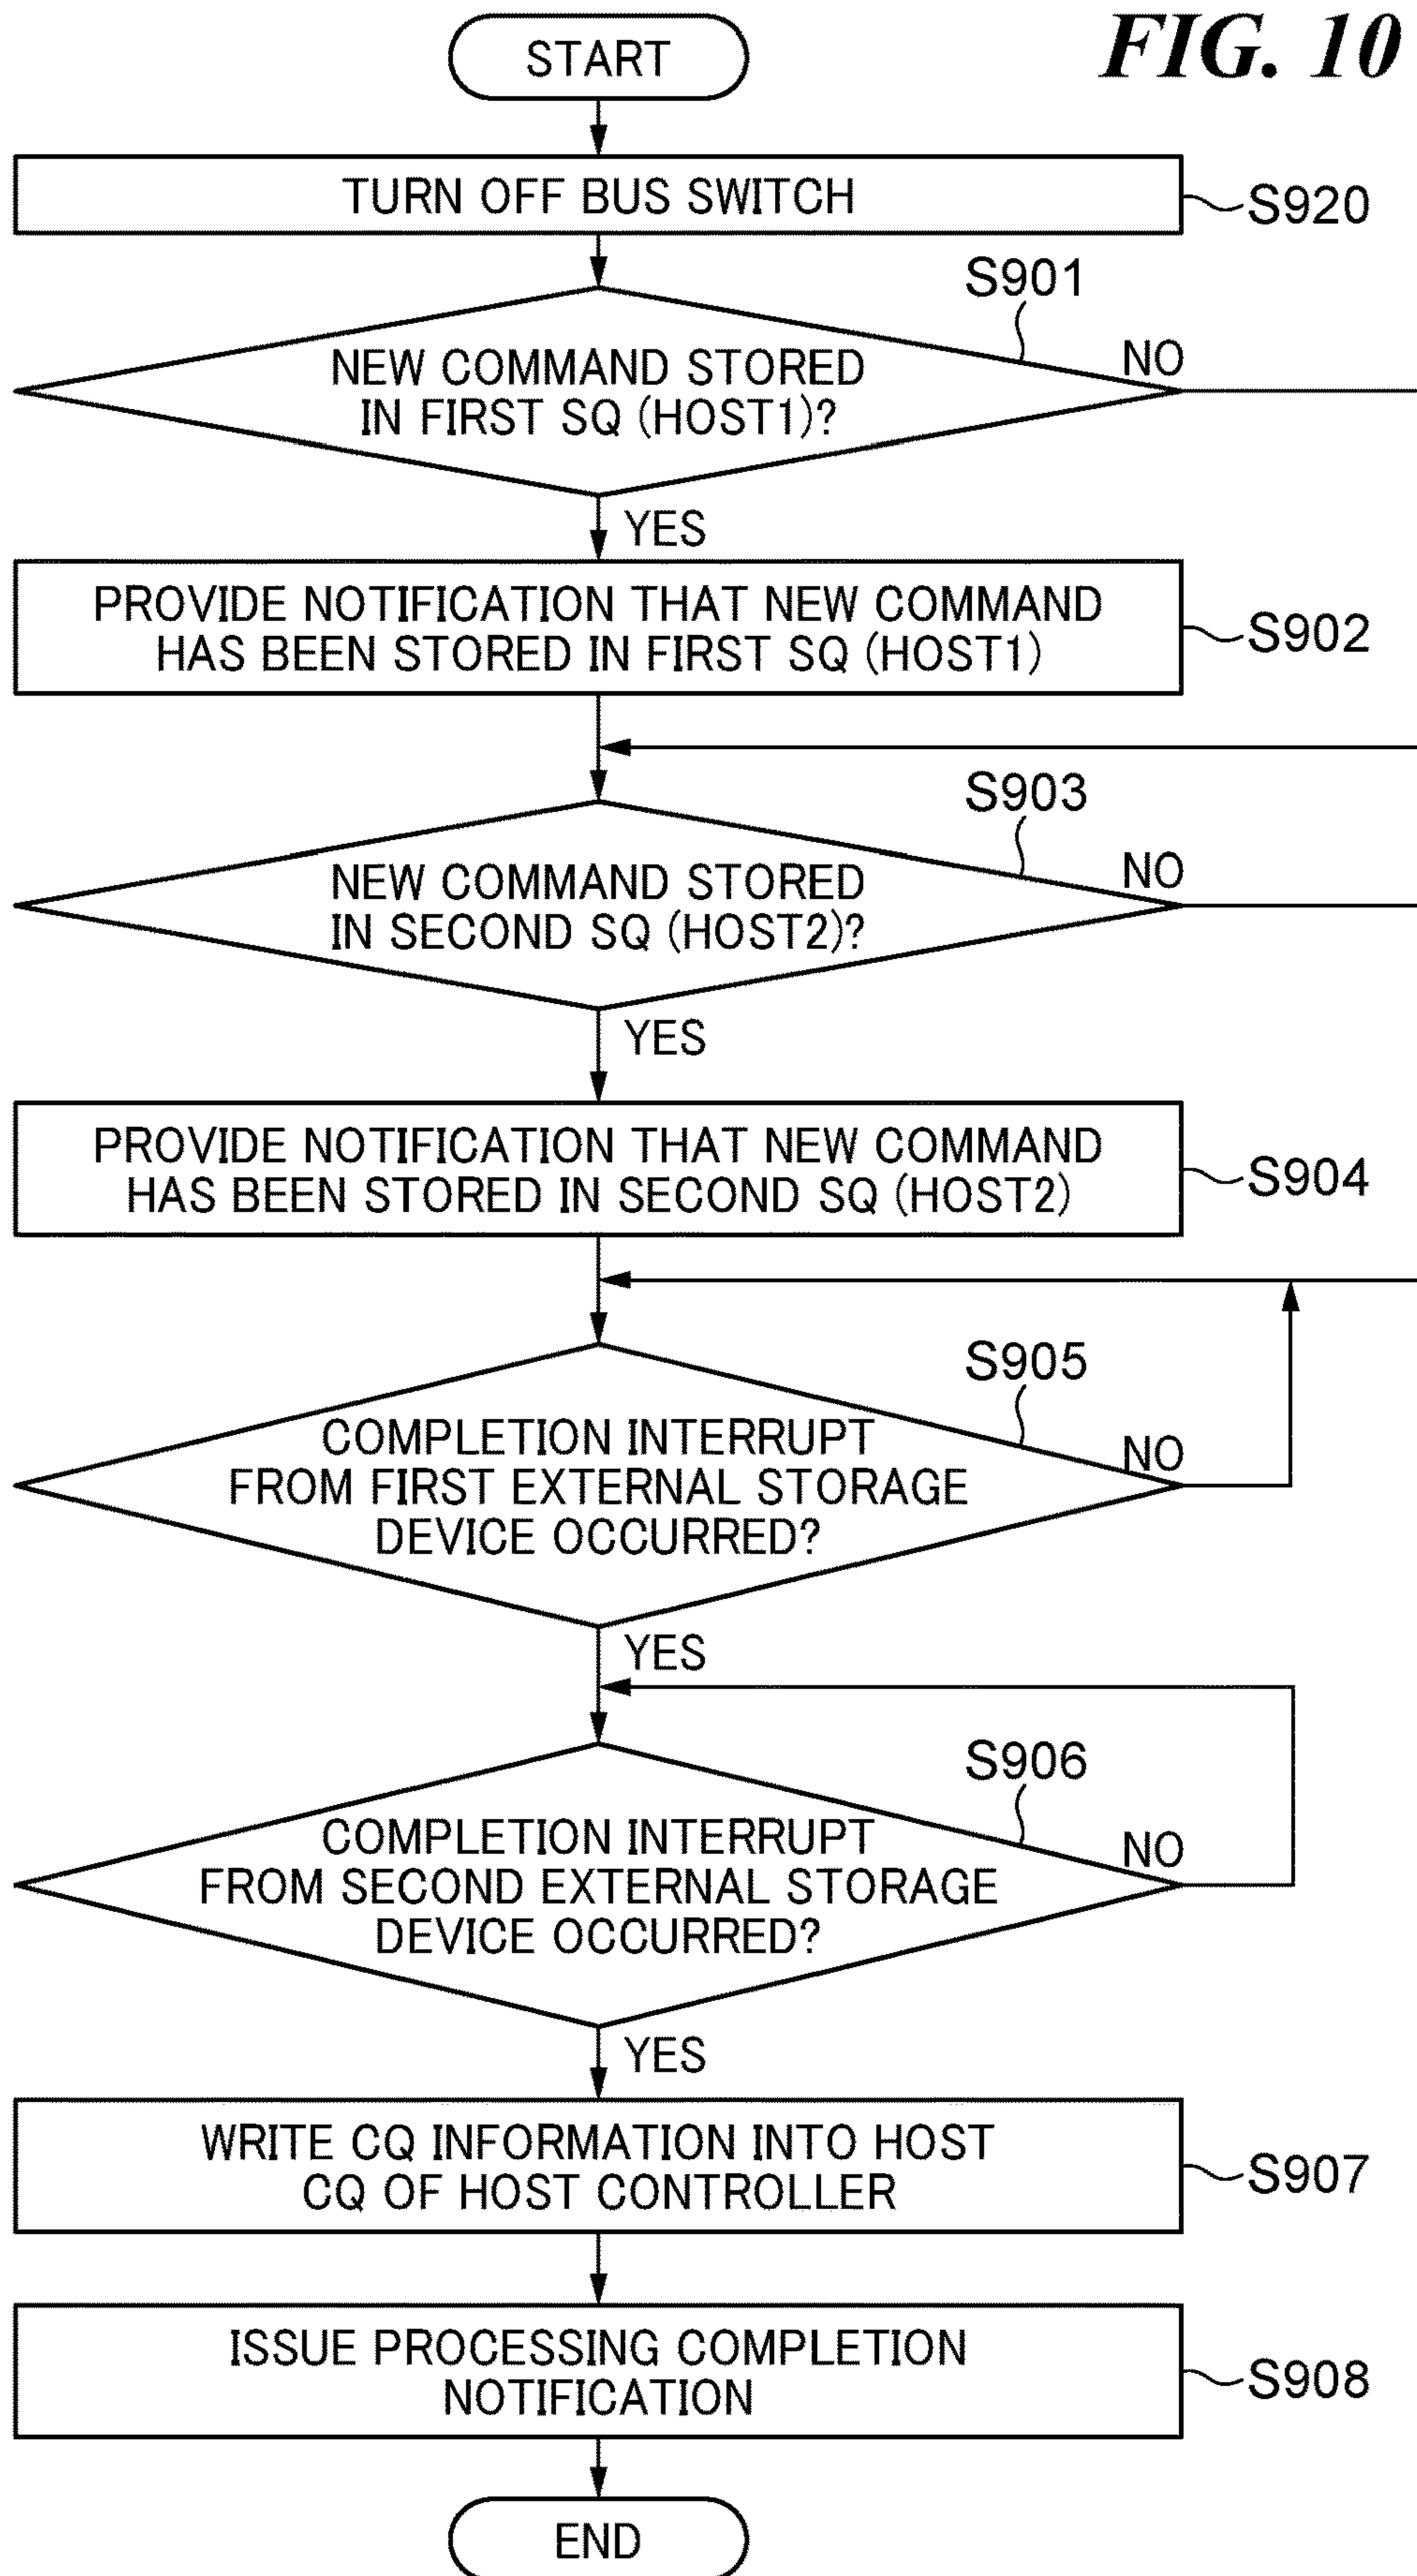 FIG. 10
START
TURN OFF BUS SWITCH
S920
S901
NEW COMMAND STORED
IN FIRST SQ (HOST1)?
NO
YES
PROVIDE NOTIFICATION THAT NEW COMMAND
HAS BEEN STORED IN FIRST SQ (HOST1)
S902
S903
NEW COMMAND STORED
IN SECOND SQ (HOST2)?
NO
YES
PROVIDE NOTIFICATION THAT NEW COMMAND
HAS BEEN STORED IN SECOND SQ (HOST2)
S904
S905
COMPLETION INTERRUPT
FROM FIRST EXTERNAL STORAGE
DEVICE OCCURRED?
NO
YES
S906
COMPLETION INTERRUPT
FROM SECOND EXTERNAL STORAGE
DEVICE OCCURRED?
NO
YES
WRITE CQ INFORMATION INTO HOST
CQ OF HOST CONTROLLER
S907
ISSUE PROCESSING COMPLETION
NOTIFICATION
S908
END